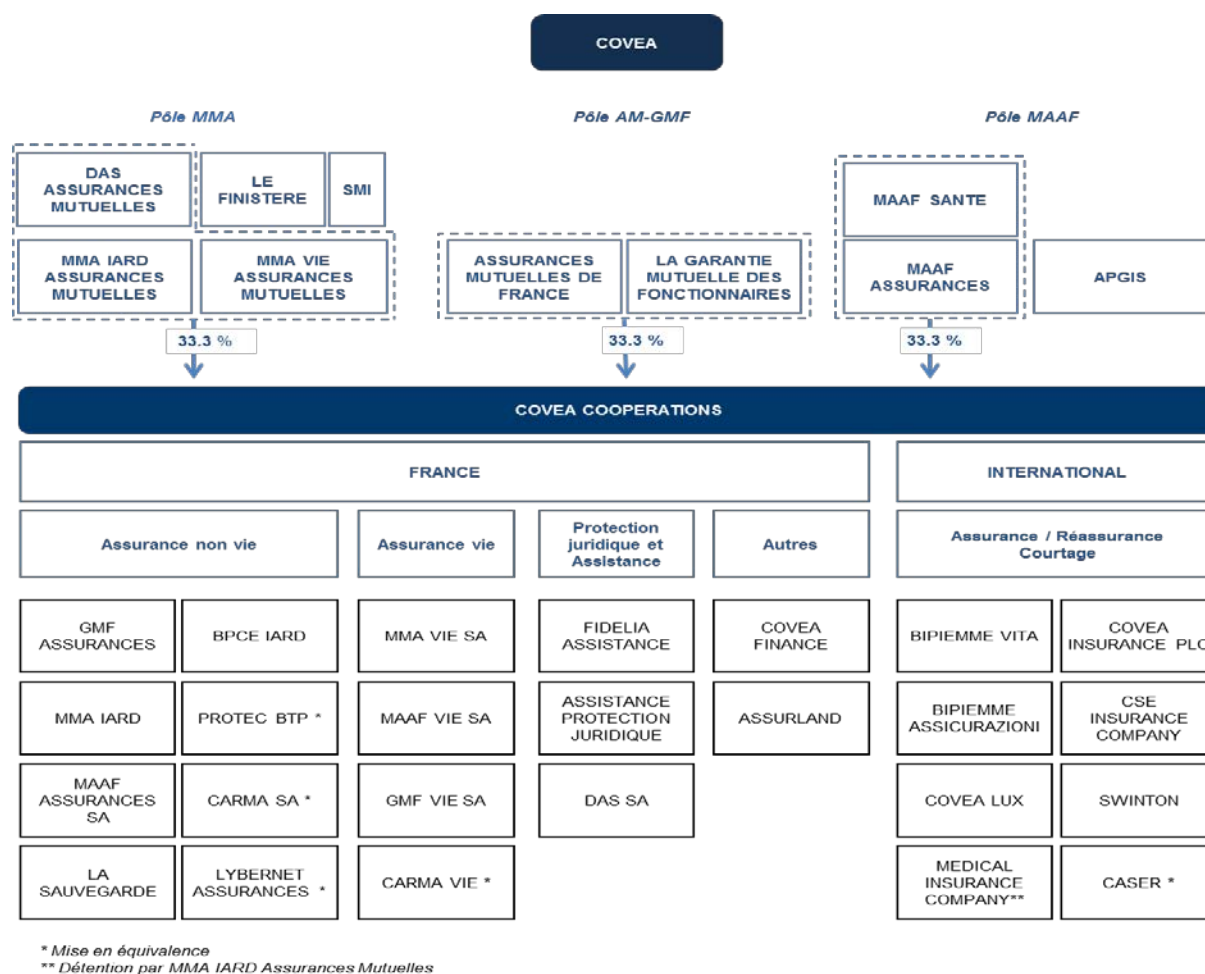 COVEA
Pôle MMA
Pôle AM-GMF
Pôle MAAF
DAS
ASSURANCES
MUTUELLES
LE
FINISTERE
SMI
MMA IARD
ASSURANCES
MUTUELLES
MMA VIE
ASSURANCES
MUTUELLES
ASSURANCES
MUTUELLES DE
FRANCE
LA GARANTIE
MUTUELLE DES
FONCTIONNAIRES
MAAF SANTE
MAAF
ASSURANCES
APGIS
33.3 %
33.3 %
33.3 %
COVEA COOPERATIONS
FRANCE
INTERNATIONAL
Assurance non vie
Assurance vie
Protection
juridique et
Assistance
Autres
Assurance / Réassurance
Courtage
GMF
ASSURANCES
BPCE IARD
MMA VIE SA
FIDELIA
ASSISTANCE
COVEA
FINANCE
BIPIEMME VITA
COVEA
INSURANCE PLC
MMA IARD
PROTEC BTP *
MAAF VIE SA
ASSISTANCE
PROTECTION
JURIDIQUE
ASSURLAND
BIPIEMME
ASSICURAZIONI
CSE
INSURANCE
COMPANY
MAAF
ASSURANCES
SA
CARMA SA *
GMF VIE SA
DAS SA
COVEA LUX
SWINTON
LA
SAUVEGARDE
LYBERNET
ASSURANCES *
CARMA VIE *
MEDICAL
INSURANCE
COMPANY**
CASER *
* Mise en équivalence
** Détention par MMA IARD Assurances Mutuelles